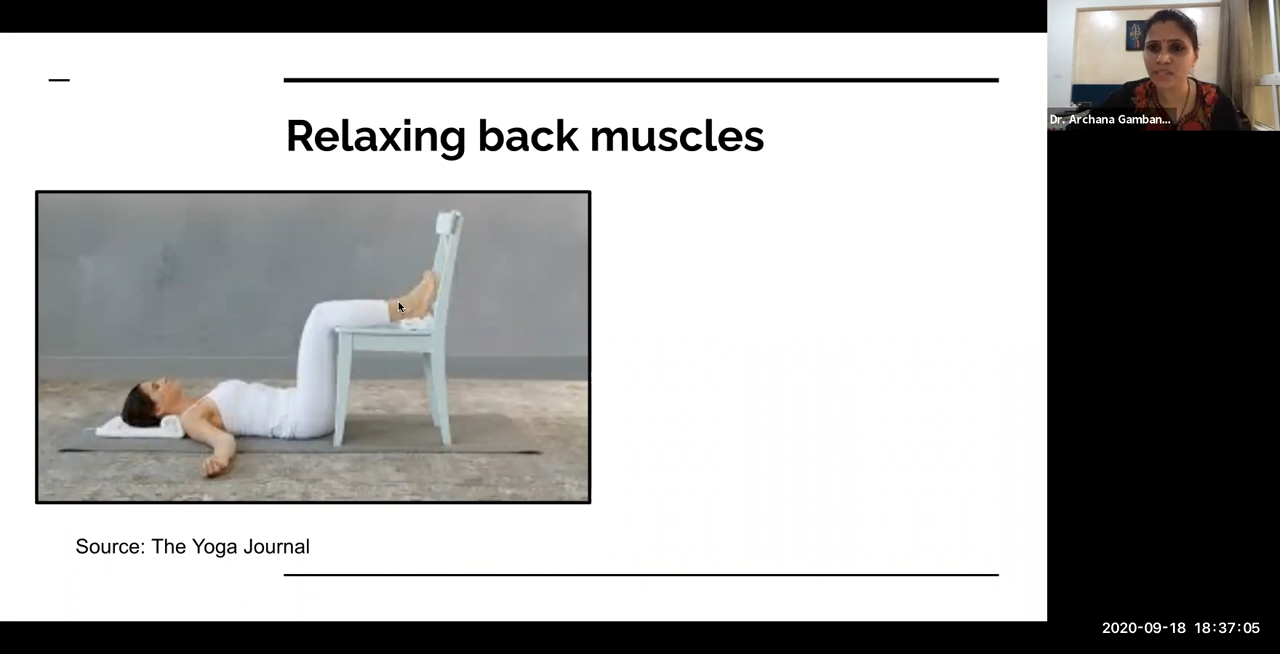 Relaxing back muscles
Dr. Archana Gamban...
Source: The Yoga Journal
2020-09-18 18:37:05